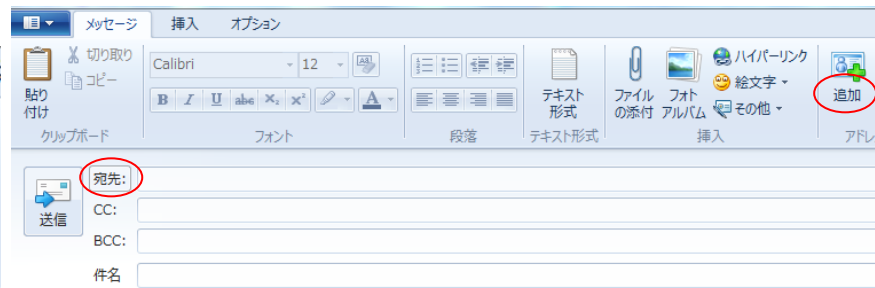 メッセージ 挿入 オプション
貼り付け
切り取り
コピー
クリップボード
Calibri 12
B I U abc X₂ X² A
フォント
段落
テキスト形式
テキスト形式
ファイルの添付
フォトアルバム
ハイパーリンク
絵文字
その他
挿入
追加
アドレ
送信
宛先:
CC:
BCC:
件名